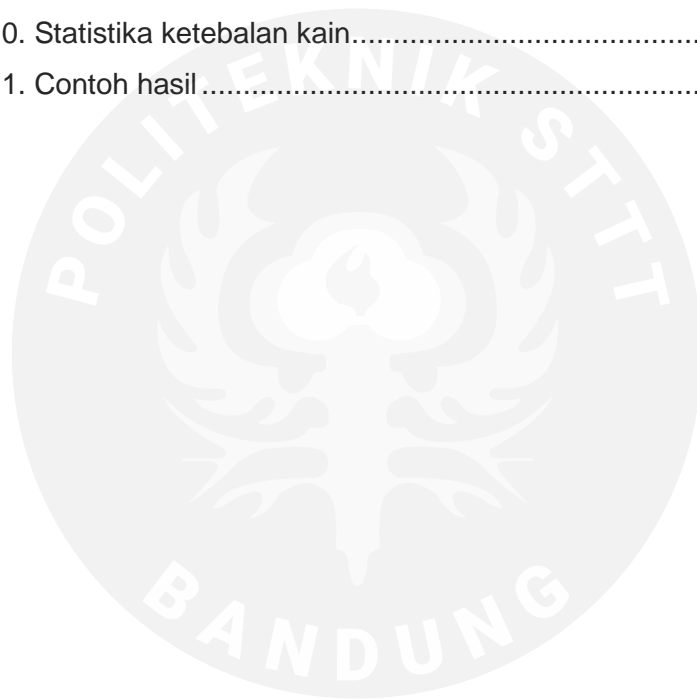 0. Statistika ketebalan kain..........................................
1. Contoh hasil............................................................
POLITEKNIK STTT
BANDUNG